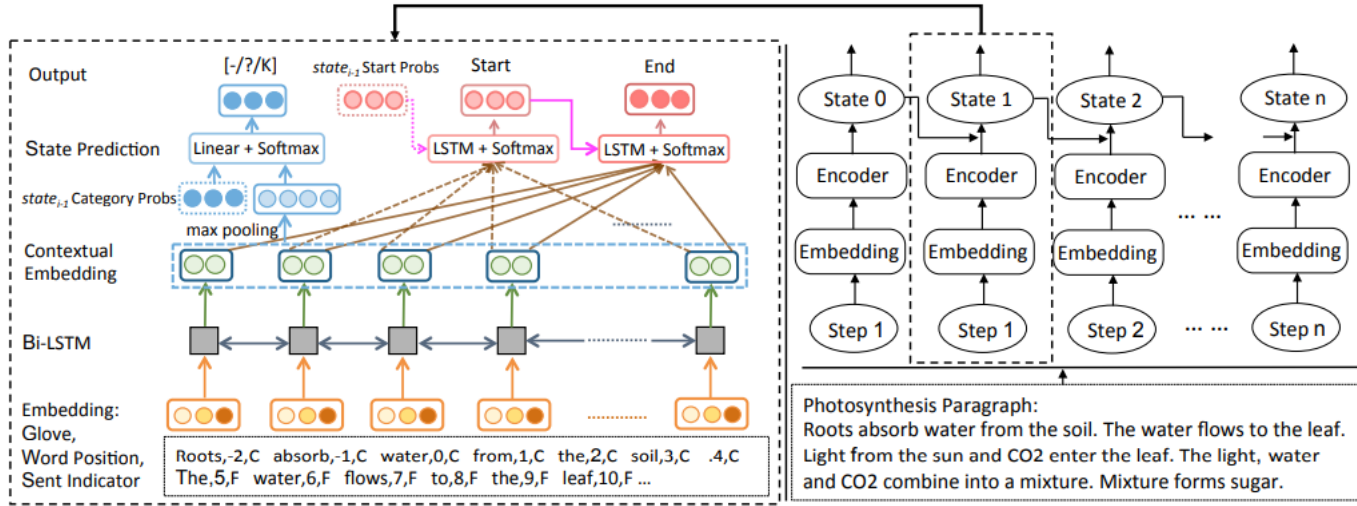 Output
[-/?/K]
state_{i-1} Start Probs
Start
End
State Prediction
Linear + Softmax
LSTM + Softmax
LSTM + Softmax
state_{i-1} Category Probs
max pooling
..............
Contextual
Embedding
Bi-LSTM
..............
Embedding:
Glove,
Word Position,
Sent Indicator
..............
Roots,-2,C absorb,-1,C water,0,C from,1,C the,2,C soil,3,C .4,C
The,5,F water,6,F flows,7,F to,8,F the,9,F leaf,10,F ...
State 0
State 1
State 2
State n
Encoder
Encoder
Encoder
Encoder
... ...
Embedding
Embedding
Embedding
Embedding
Step 1
Step 1
Step 2
... ...
Step n
Photosynthesis Paragraph:
Roots absorb water from the soil. The water flows to the leaf.
Light from the sun and CO2 enter the leaf. The light, water
and CO2 combine into a mixture. Mixture forms sugar.